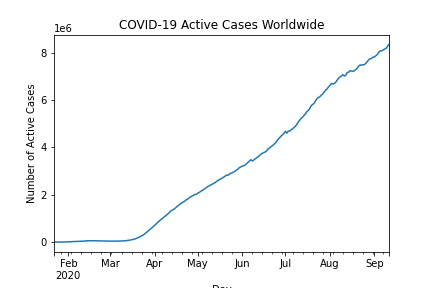 COVID-19 Active Cases Worldwide
1e6
8
6
4
2
0
Number of Active Cases
Feb Mar Apr May Jun Jul Aug Sep
2020